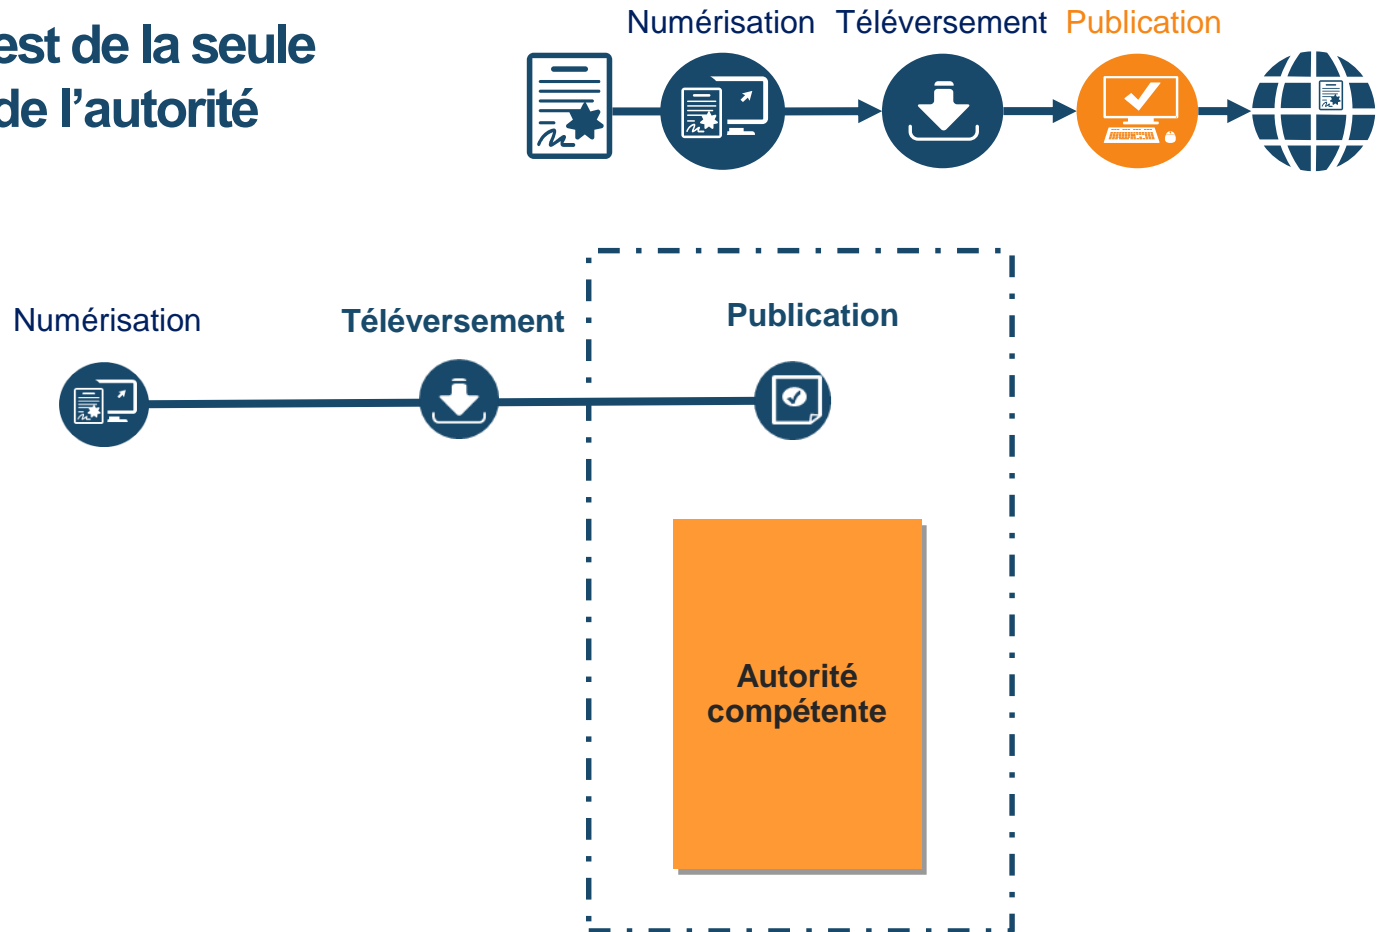 est de la seule
de l’autorité
Numérisation Téléversement Publication
Numérisation Téléversement Publication
Autorité
compétente